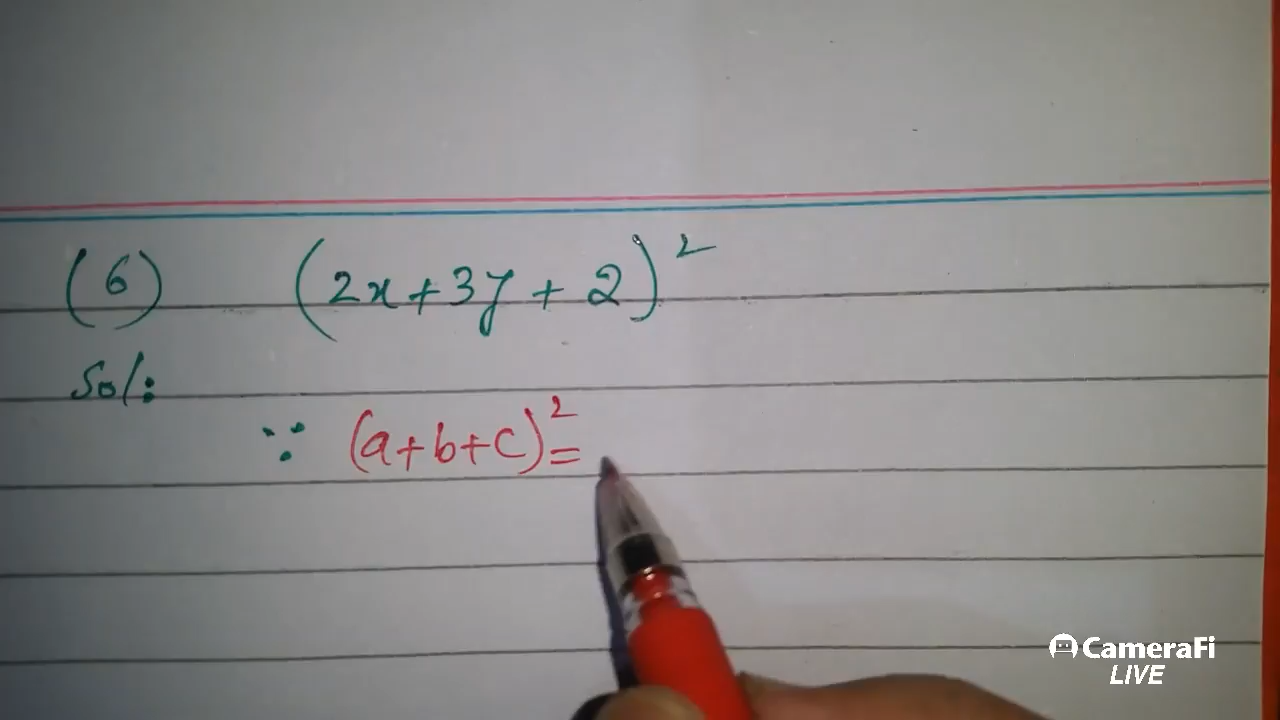 (6) (2x+3y+2)²
Sol:
∵ (a+b+c)²=
CameraFi
LIVE